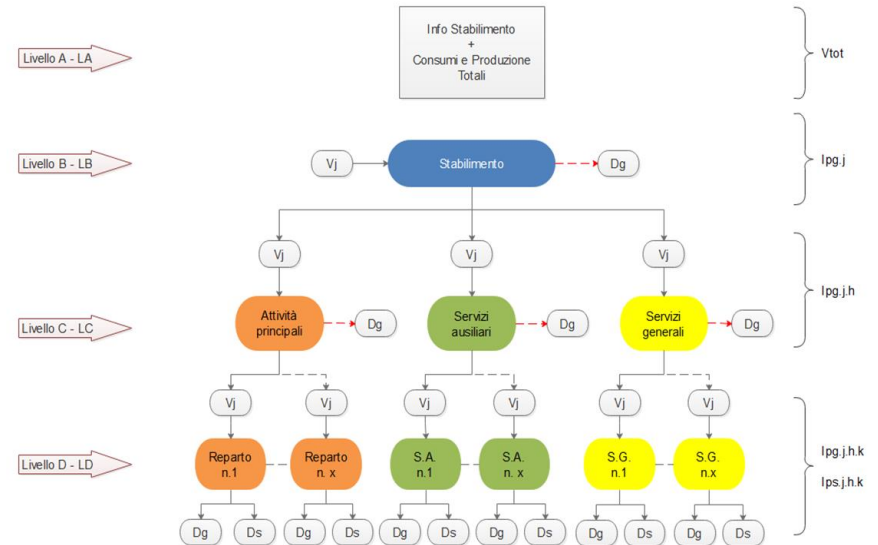 Info Stabilimento
+
Consumi e Produzione
Totali
Livello A - LA
Vtot
Livello B - LB
Vj
Stabilimento
Dg
Ipg.j
Vj
Vj
Vj
Ipg.j.h
Livello C - LC
Attività
principali
Dg
Servizi
ausiliari
Dg
Servizi
generali
Dg
Vj
Vj
Vj
Vj
Vj
Vj
Livello D - LD
Reparto
n.1
Reparto
n. x
S.A.
n.1
S.A.
n. x
S.G.
n.1
S.G.
n.x
Ipg.j.h.k
Ips.j.h.k
Dg
Ds
Dg
Ds
Dg
Ds
Dg
Ds
Dg
Ds
Dg
Ds